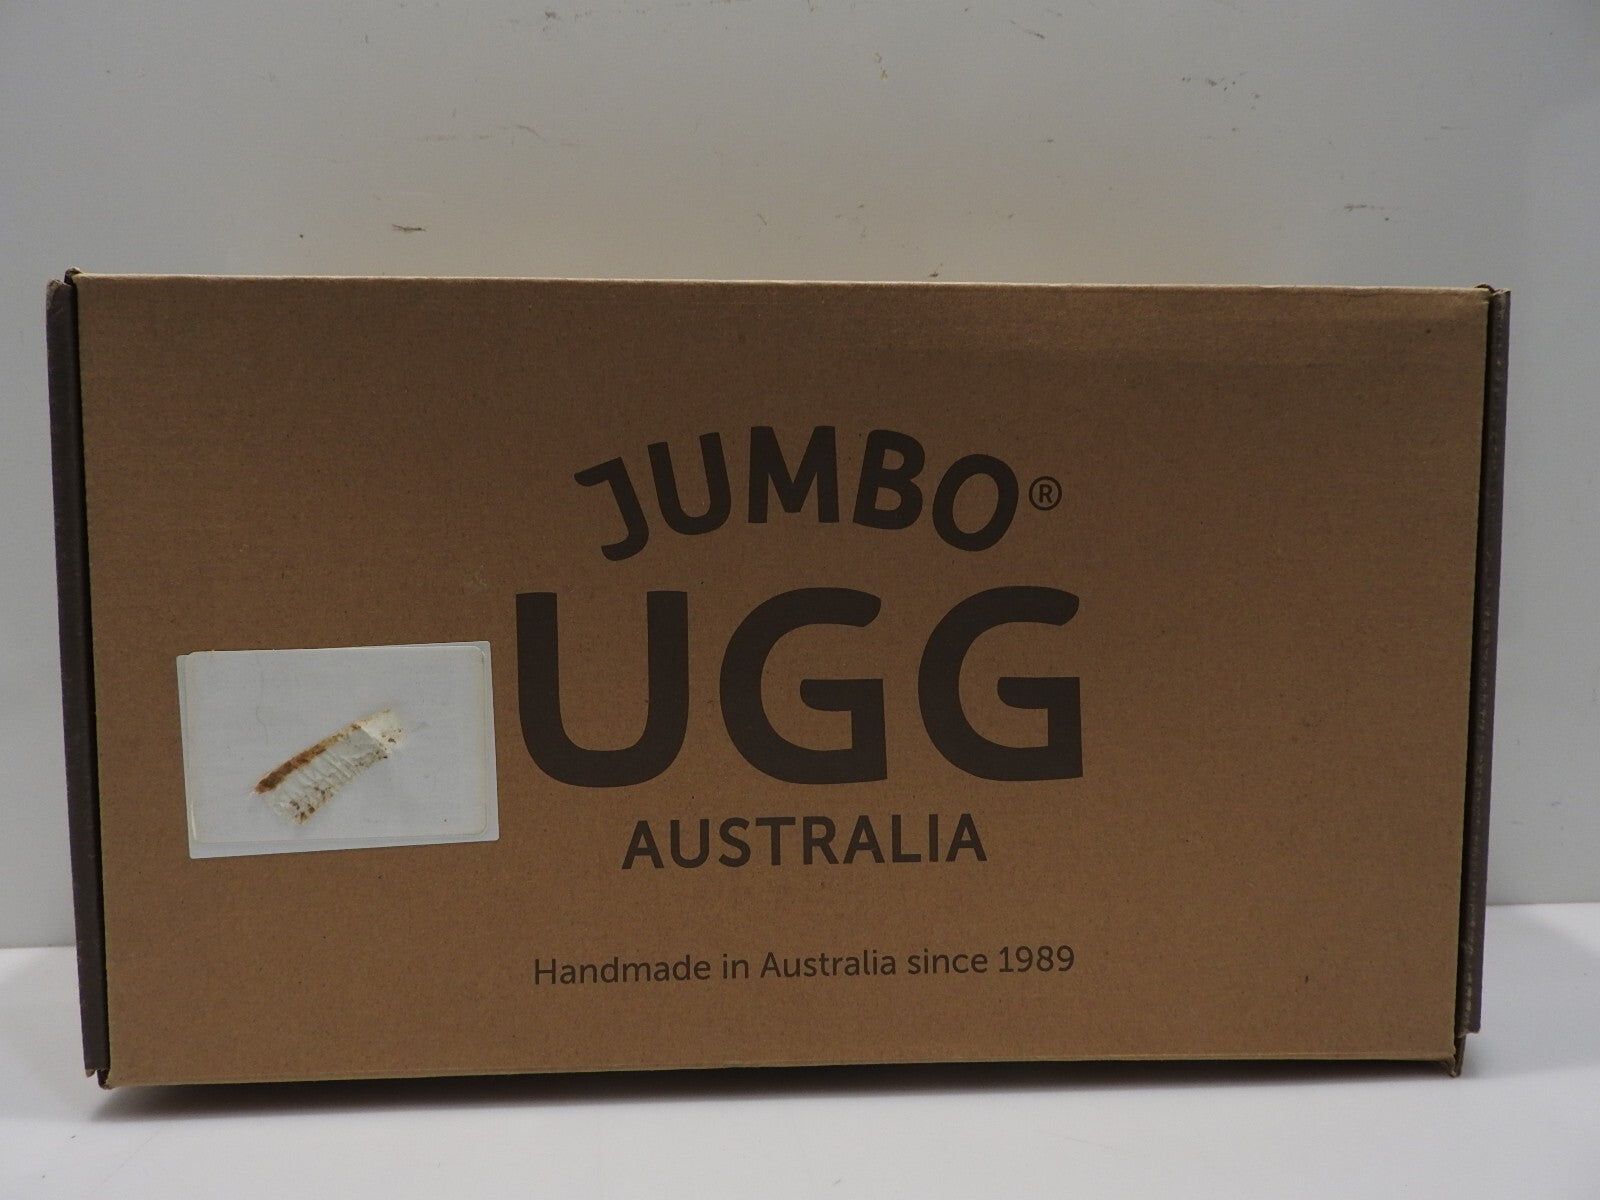 JUMBO®
UGG
AUSTRALIA
Handmade in Australia since 1989